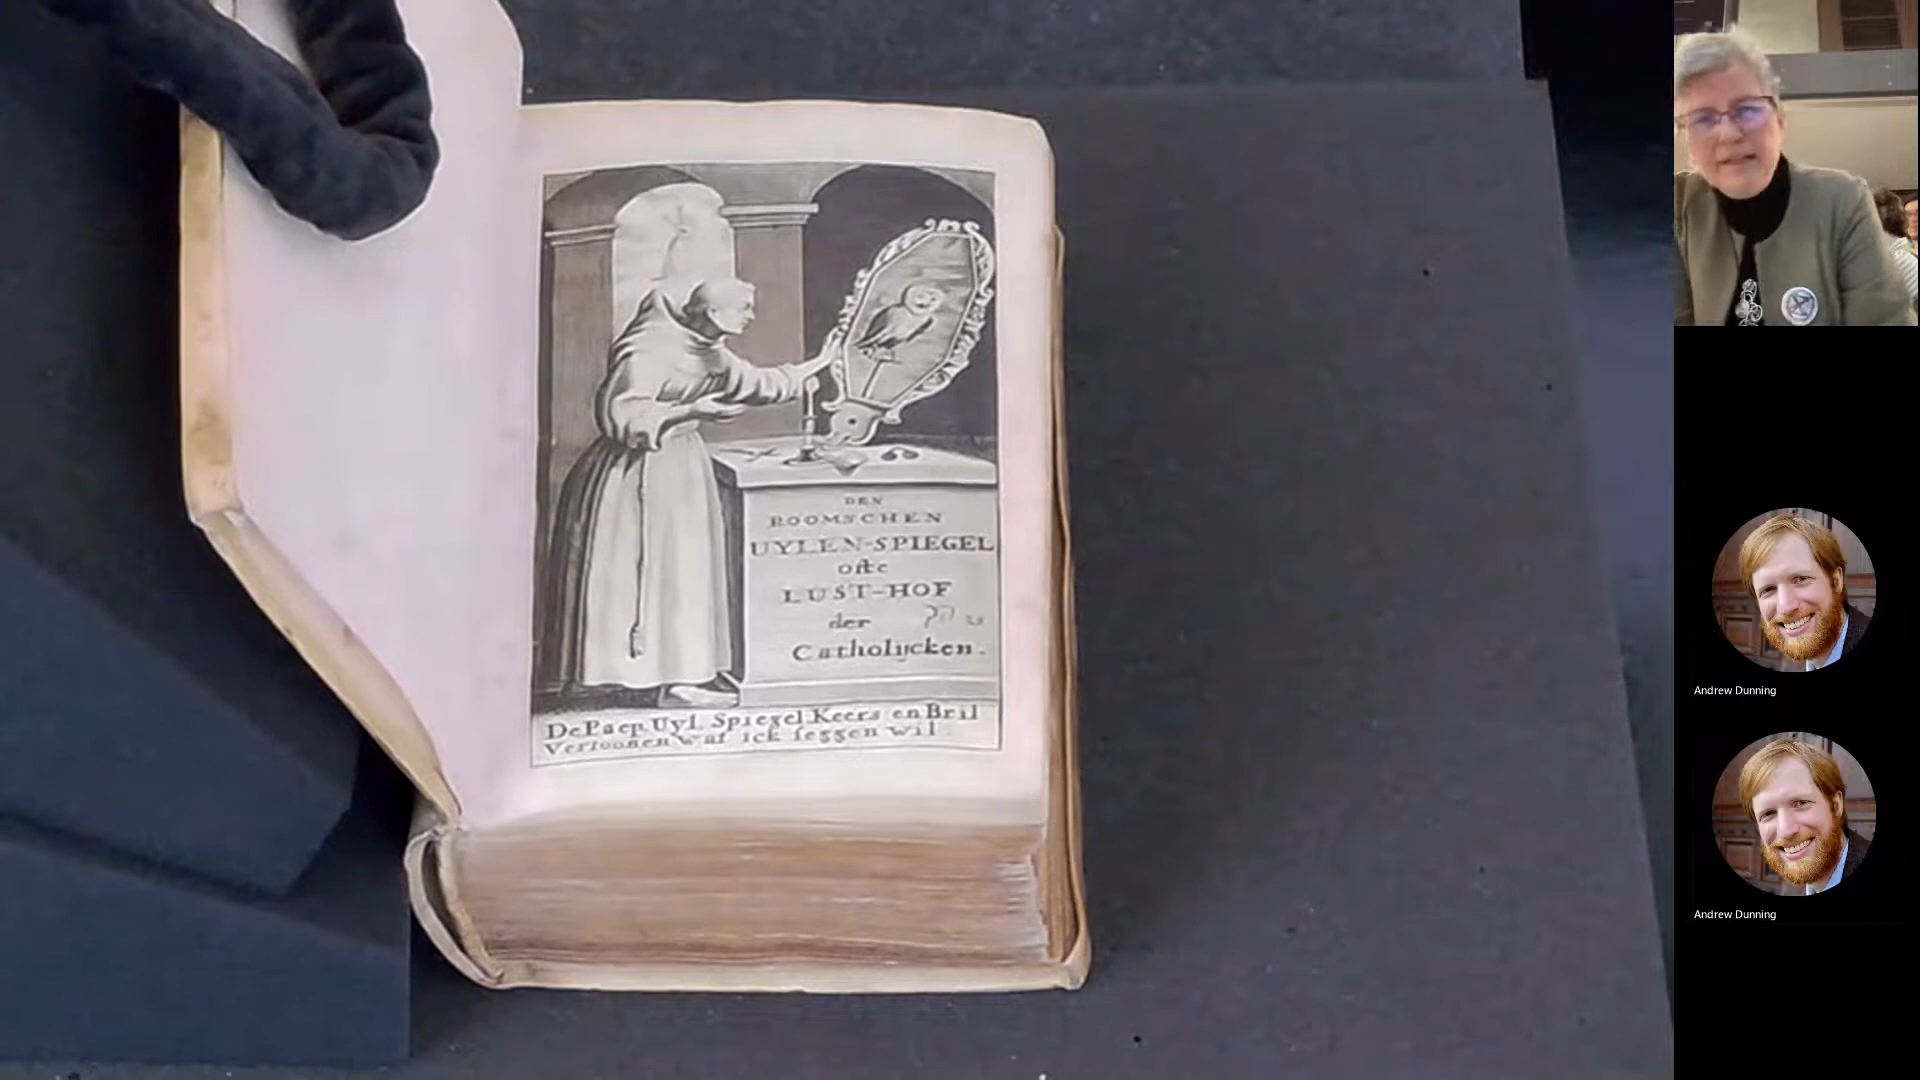 DEN
ROOMSCHEN
UYLEN-SPIEGEL
ofte
LUST-HOF
der
Catholijcken.
De Paep Uyl Spiegel Keers en Bril
Vertoonen Wat ick seggen wil.
Andrew Dunning
Andrew Dunning